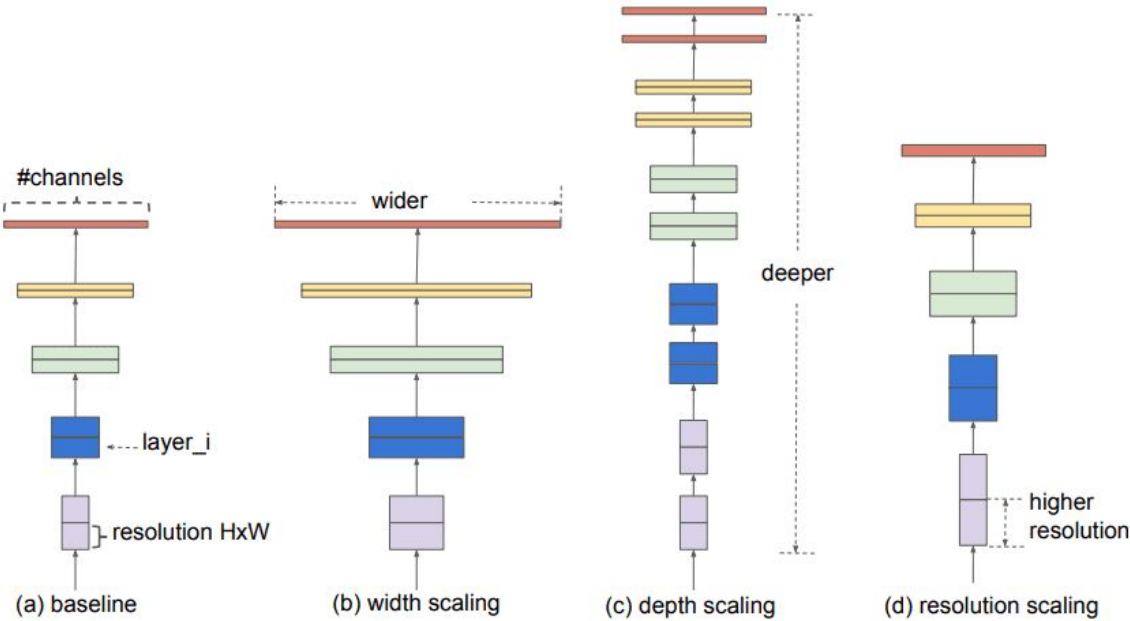 #channels
layer_i
resolution HxW
(a) baseline
wider
(b) width scaling
deeper
(c) depth scaling
higher
resolution
(d) resolution scaling